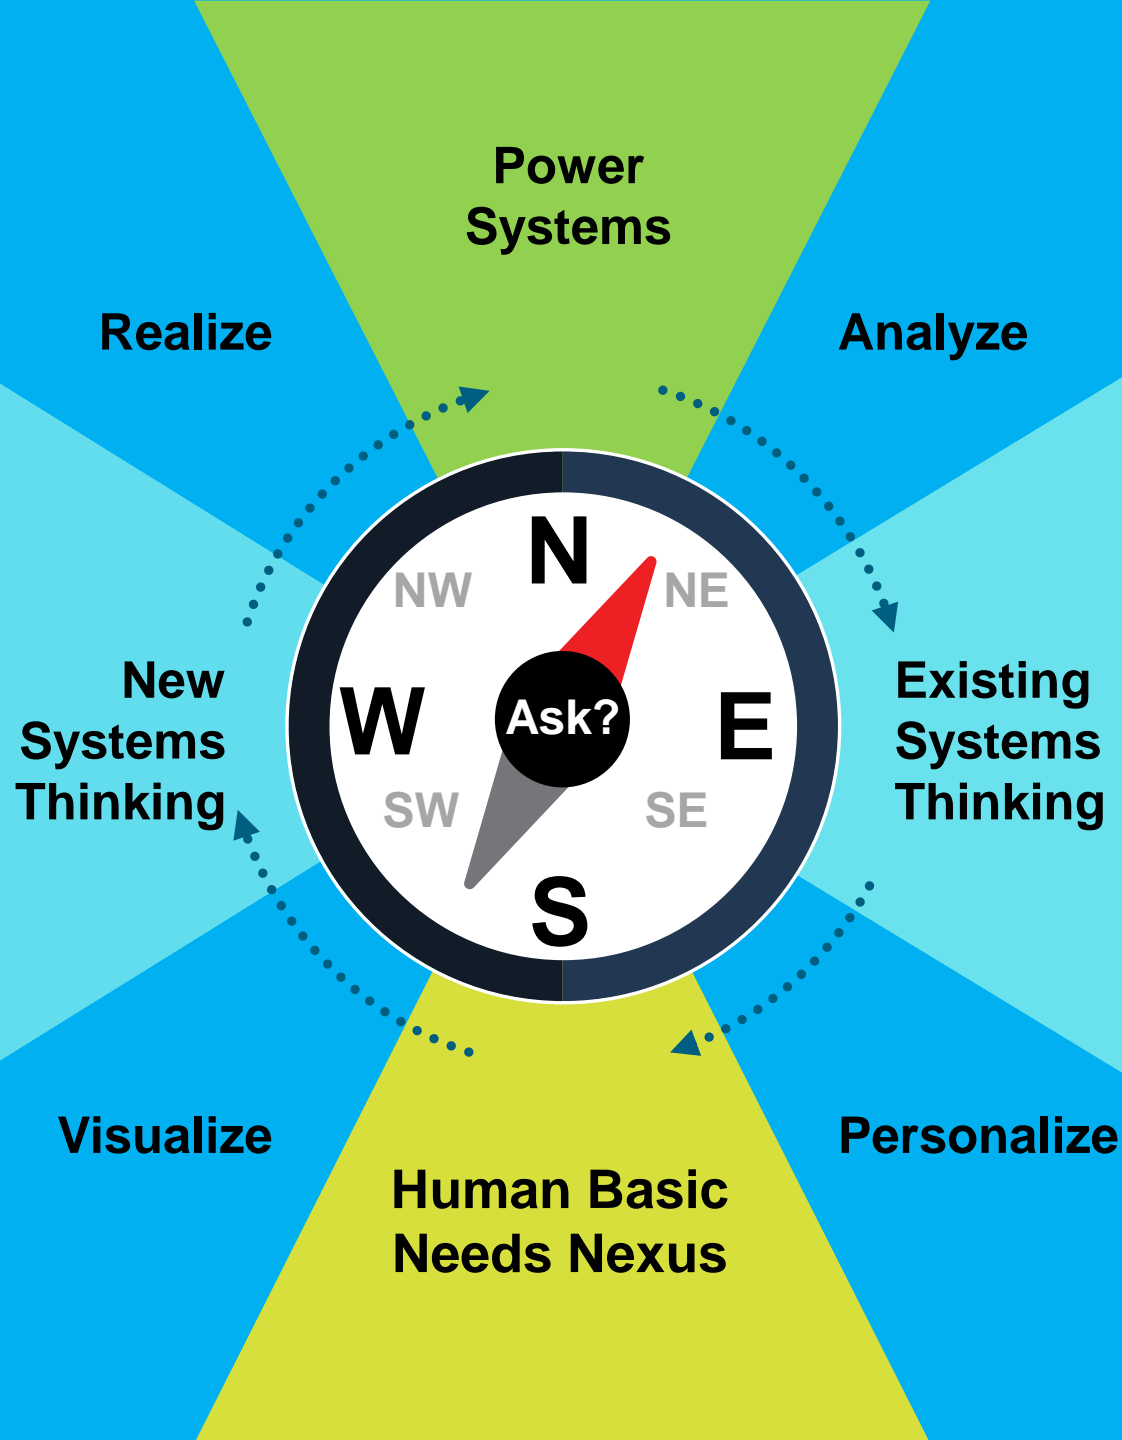 Power
Systems
Realize
Analyze
N
NW
NE
New
Systems
Thinking
W
Ask?
E
Existing
Systems
Thinking
SW
SE
S
Visualize
Personalize
Human Basic
Needs Nexus